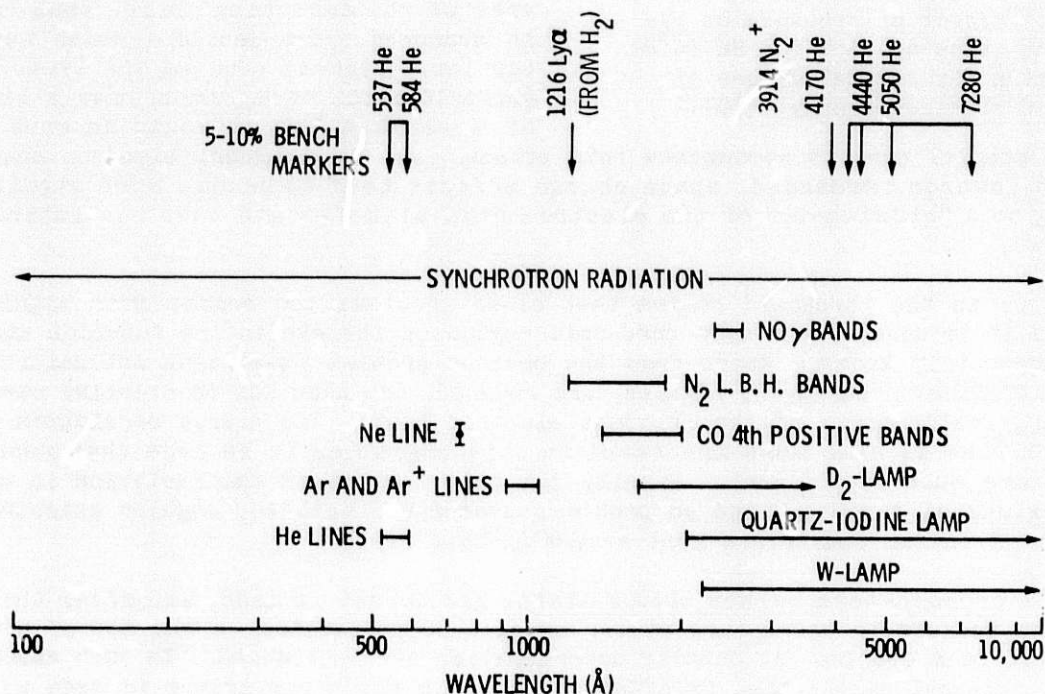 537 He
584 He
1216 Lyα
(FROM H2)
3914 N2+
4170 He
4440 He
5050 He
7280 He
5-10% BENCH
MARKERS
SYNCHROTRON RADIATION
NO γ BANDS
N2 L.B.H. BANDS
Ne LINE
CO 4th POSITIVE BANDS
Ar AND Ar+ LINES
D2-LAMP
He LINES
QUARTZ-IODINE LAMP
W-LAMP
100
500
1000
5000
10,000
WAVELENGTH (Å)